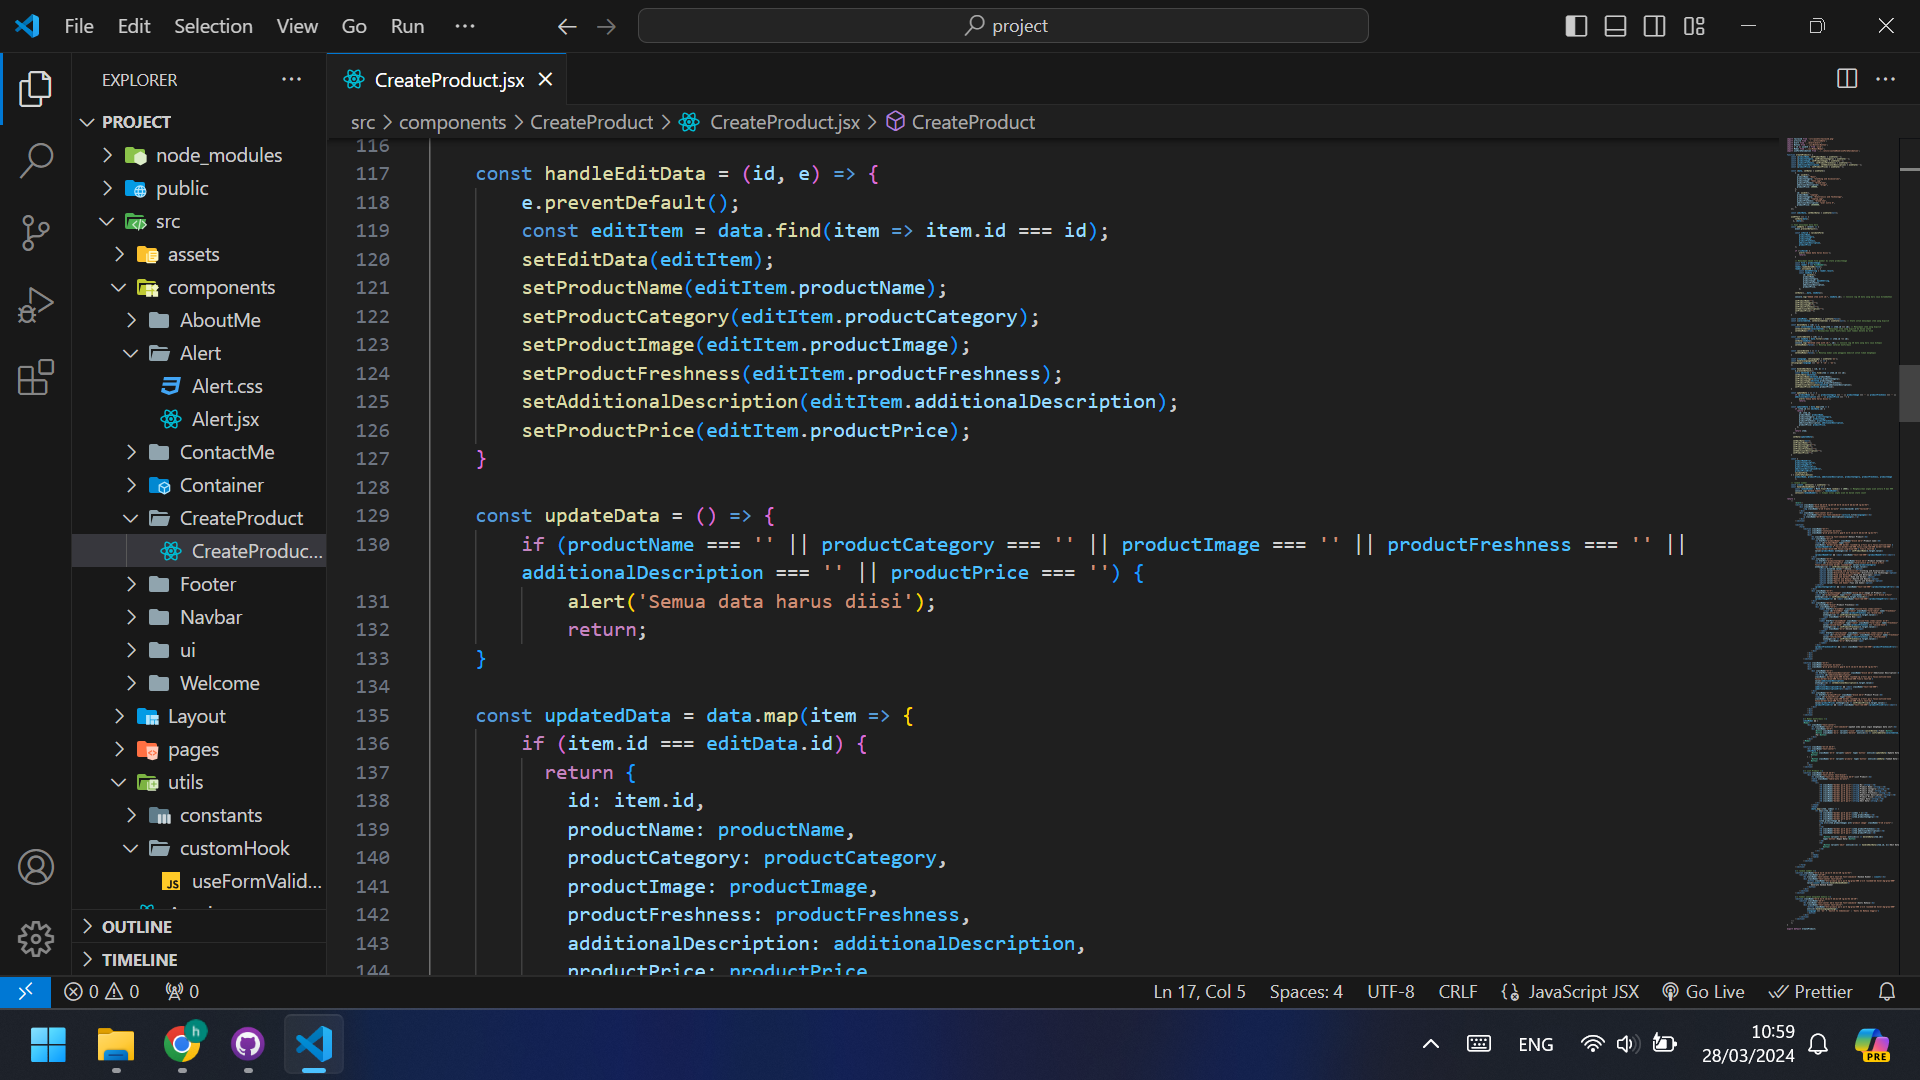 File Edit Selection View Go Run ··· project
EXPLORER ···
PROJECT
node_modules
public
src
assets
components
AboutMe
Alert
Alert.css
Alert.jsx
ContactMe
Container
CreateProduct
CreateProduc...
Footer
Navbar
ui
Welcome
Layout
pages
utils
constants
customHook
JS useFormValid...
OUTLINE
TIMELINE
CreateProduct.jsx
src > components > CreateProduct > CreateProduct.jsx > CreateProduct
116
117 const handleEditData = (id, e) => {
118 e.preventDefault();
119 const editItem = data.find(item => item.id === id);
120 setEditData(editItem);
121 setProductName(editItem.productName);
122 setProductCategory(editItem.productCategory);
123 setProductImage(editItem.productImage);
124 setProductFreshness(editItem.productFreshness);
125 setAdditionalDescription(editItem.additionalDescription);
126 setProductPrice(editItem.productPrice);
127 }
128
129 const updateData = () => {
130 if (productName === '' || productCategory === '' || productImage === '' || productFreshness === '' ||
additionalDescription === '' || productPrice === '') {
131 alert('Semua data harus diisi');
132 return;
133 }
134
135 const updatedData = data.map(item => {
136 if (item.id === editData.id) {
137 return {
138 id: item.id,
139 productName: productName,
140 productCategory: productCategory,
141 productImage: productImage,
142 productFreshness: productFreshness,
143 additionalDescription: additionalDescription,
144 productPrice: productPrice
0 0 0 Ln 17, Col 5 Spaces: 4 UTF-8 CRLF JavaScript JSX Go Live Prettier
h ENG 10:59
28/03/2024
PRE